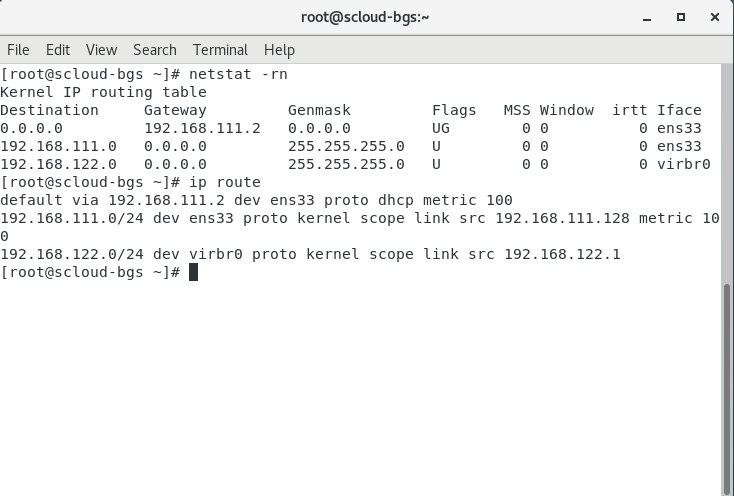 root@scloud-bgs:~
File Edit View Search Terminal Help
[root@scloud-bgs ~]# netstat -rn
Kernel IP routing table
Destination     Gateway         Genmask         Flags   MSS Window  irtt Iface
0.0.0.0         192.168.111.2   0.0.0.0         UG        0 0          0 ens33
192.168.111.0   0.0.0.0         255.255.255.0   U         0 0          0 ens33
192.168.122.0   0.0.0.0         255.255.255.0   U         0 0          0 virbr0
[root@scloud-bgs ~]# ip route
default via 192.168.111.2 dev ens33 proto dhcp metric 100
192.168.111.0/24 dev ens33 proto kernel scope link src 192.168.111.128 metric 10
0
192.168.122.0/24 dev virbr0 proto kernel scope link src 192.168.122.1
[root@scloud-bgs ~]#